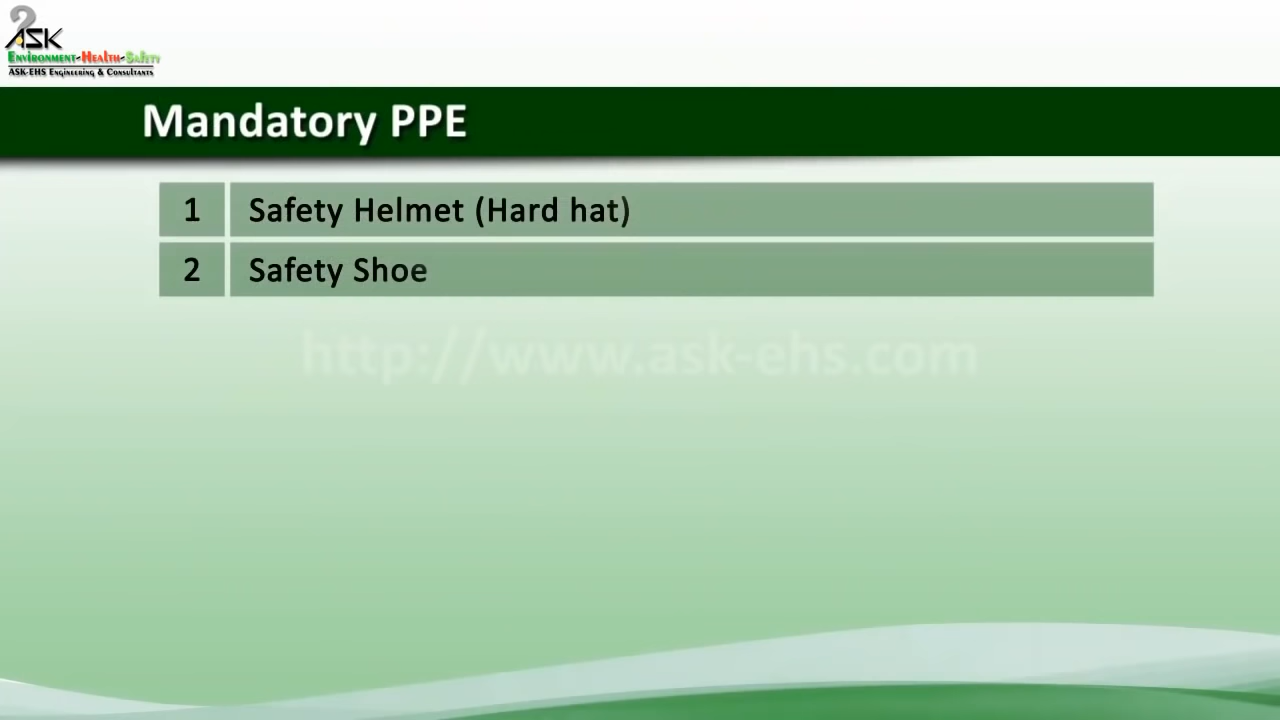 2
ASK
Environment-Health-Safety
ASK-EHS Engineering & Consultants
Mandatory PPE
1 Safety Helmet (Hard hat)
2 Safety Shoe
http://www.ask-ehs.com